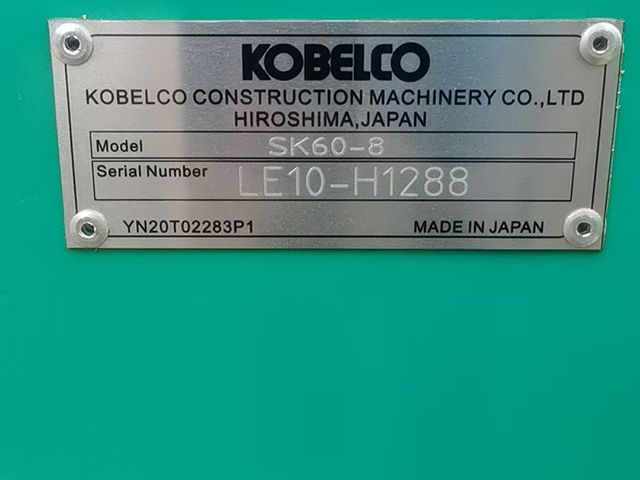 KOBELCO
KOBELCO CONSTRUCTION MACHINERY CO.,LTD
HIROSHIMA,JAPAN
Model SK60-8
Serial Number LE10-H1288
YN20T02283P1 MADE IN JAPAN